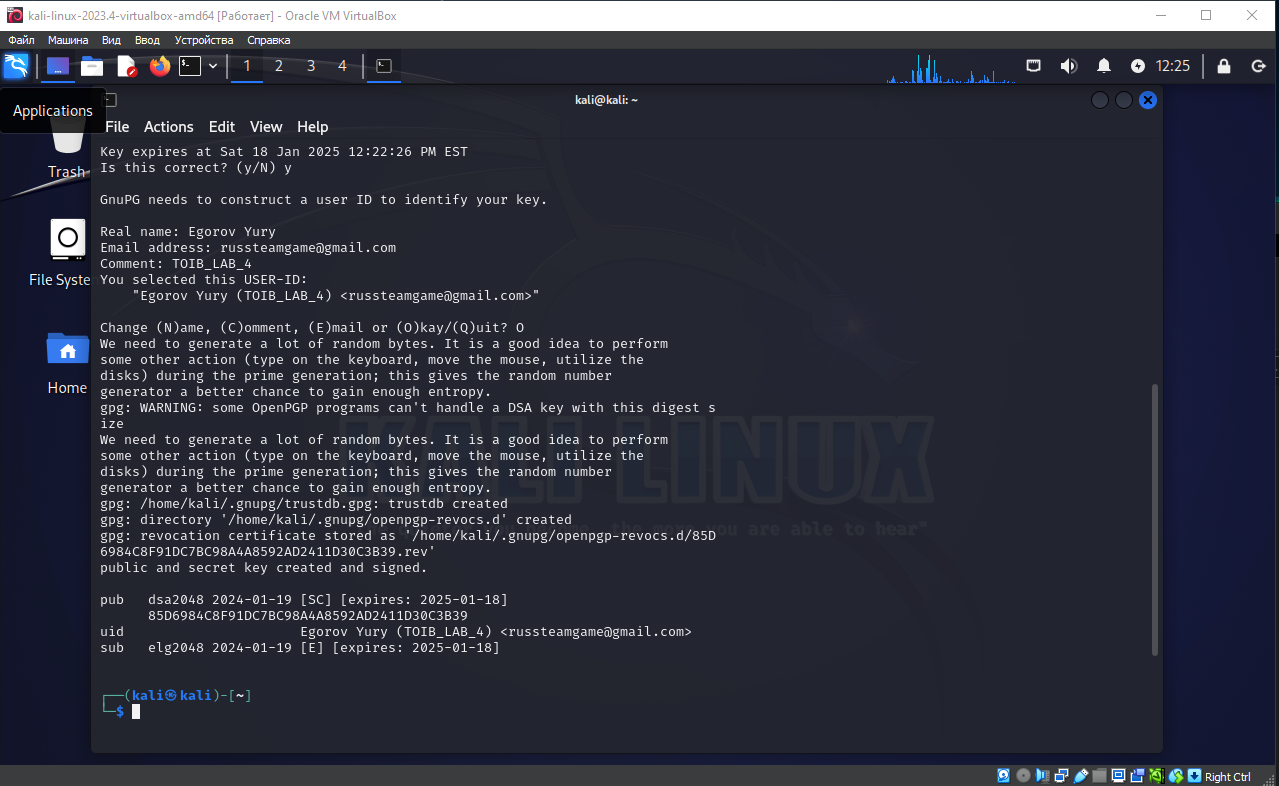 kali-linux-2023.4-virtualbox-amd64 [Работает] - Oracle VM VirtualBox
Файл Машина Вид Ввод Устройства Справка
1 2 3 4 12:25
Applications
kali@kali: ~
File Actions Edit View Help
Trash
File Syste
Home
Key expires at Sat 18 Jan 2025 12:22:26 PM EST
Is this correct? (y/N) y
GnuPG needs to construct a user ID to identify your key.
Real name: Egorov Yury
Email address: russteamgame@gmail.com
Comment: TOIB_LAB_4
You selected this USER-ID:
"Egorov Yury (TOIB_LAB_4) <russteamgame@gmail.com>"
Change (N)ame, (C)omment, (E)mail or (O)kay/(Q)uit? O
We need to generate a lot of random bytes. It is a good idea to perform
some other action (type on the keyboard, move the mouse, utilize the
disks) during the prime generation; this gives the random number
generator a better chance to gain enough entropy.
gpg: WARNING: some OpenPGP programs can't handle a DSA key with this digest s
ize
We need to generate a lot of random bytes. It is a good idea to perform
some other action (type on the keyboard, move the mouse, utilize the
disks) during the prime generation; this gives the random number
generator a better chance to gain enough entropy.
gpg: /home/kali/.gnupg/trustdb.gpg: trustdb created
gpg: directory '/home/kali/.gnupg/openpgp-revocs.d' created
gpg: revocation certificate stored as '/home/kali/.gnupg/openpgp-revocs.d/85D
6984C8F91DC7BC98A4A8592AD2411D30C3B39.rev'
public and secret key created and signed.
pub dsa2048 2024-01-19 [SC] [expires: 2025-01-18]
85D6984C8F91DC7BC98A4A8592AD2411D30C3B39
uid Egorov Yury (TOIB_LAB_4) <russteamgame@gmail.com>
sub elg2048 2024-01-19 [E] [expires: 2025-01-18]
┌──(kali㉿kali)-[~]
└─$
KALI LINUX
the more you are able to hear"
Right Ctrl